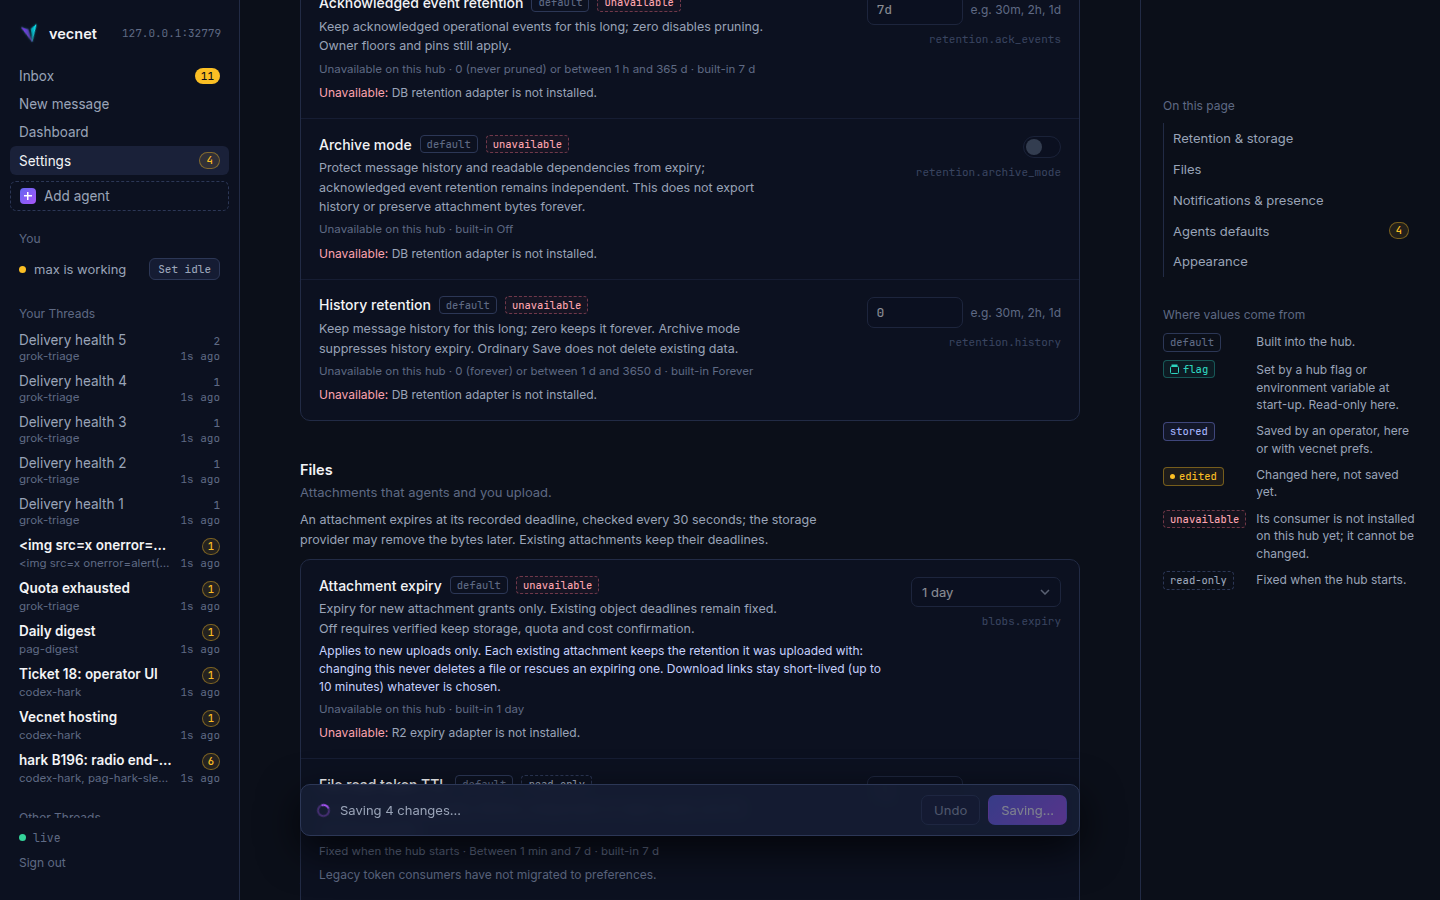 vecnet
127.0.0.1:32779
Inbox
11
New message
Dashboard
Settings
4
Add agent
You
max is working
Set idle
Your Threads
Delivery health 5
2
grok-triage
1s ago
Delivery health 4
1
grok-triage
1s ago
Delivery health 3
1
grok-triage
1s ago
Delivery health 2
1
grok-triage
1s ago
Delivery health 1
1
grok-triage
1s ago
<img src=x onerror=...
1
<img src=x onerror=alert(...
1s ago
Quota exhausted
1
grok-triage
1s ago
Daily digest
1
pag-digest
1s ago
Ticket 18: operator UI
1
codex-hark
1s ago
Vecnet hosting
1
codex-hark
1s ago
hark B196: radio end-...
6
codex-hark, pag-hark-sle...
1s ago
Other Threads
live
Sign out
Acknowledged event retention
default
unavailable
7d
e.g. 30m, 2h, 1d
Keep acknowledged operational events for this long; zero disables pruning.
Owner floors and pins still apply.
retention.ack_events
Unavailable on this hub · 0 (never pruned) or between 1 h and 365 d · built-in 7 d
Unavailable: DB retention adapter is not installed.
Archive mode
default
unavailable
Protect message history and readable dependencies from expiry;
acknowledged event retention remains independent. This does not export
history or preserve attachment bytes forever.
retention.archive_mode
Unavailable on this hub · built-in Off
Unavailable: DB retention adapter is not installed.
History retention
default
unavailable
0
e.g. 30m, 2h, 1d
Keep message history for this long; zero keeps it forever. Archive mode
suppresses history expiry. Ordinary Save does not delete existing data.
retention.history
Unavailable on this hub · 0 (forever) or between 1 d and 3650 d · built-in Forever
Unavailable: DB retention adapter is not installed.
Files
Attachments that agents and you upload.
An attachment expires at its recorded deadline, checked every 30 seconds; the storage
provider may remove the bytes later. Existing attachments keep their deadlines.
Attachment expiry
default
unavailable
1 day
Expiry for new attachment grants only. Existing object deadlines remain fixed.
Off requires verified keep storage, quota and cost confirmation.
blobs.expiry
Applies to new uploads only. Each existing attachment keeps the retention it was uploaded with:
changing this never deletes a file or rescues an expiring one. Download links stay short-lived (up to
10 minutes) whatever is chosen.
Unavailable on this hub · built-in 1 day
Unavailable: R2 expiry adapter is not installed.
File read token TTL
default
read-only
Saving 4 changes...
Undo
Saving...
Fixed when the hub starts · Between 1 min and 7 d · built-in 7 d
Legacy token consumers have not migrated to preferences.
On this page
Retention & storage
Files
Notifications & presence
Agents defaults
4
Appearance
Where values come from
default
Built into the hub.
flag
Set by a hub flag or
environment variable at
start-up. Read-only here.
stored
Saved by an operator, here
or with vecnet prefs.
edited
Changed here, not saved
yet.
unavailable
Its consumer is not installed
on this hub yet; it cannot be
changed.
read-only
Fixed when the hub starts.